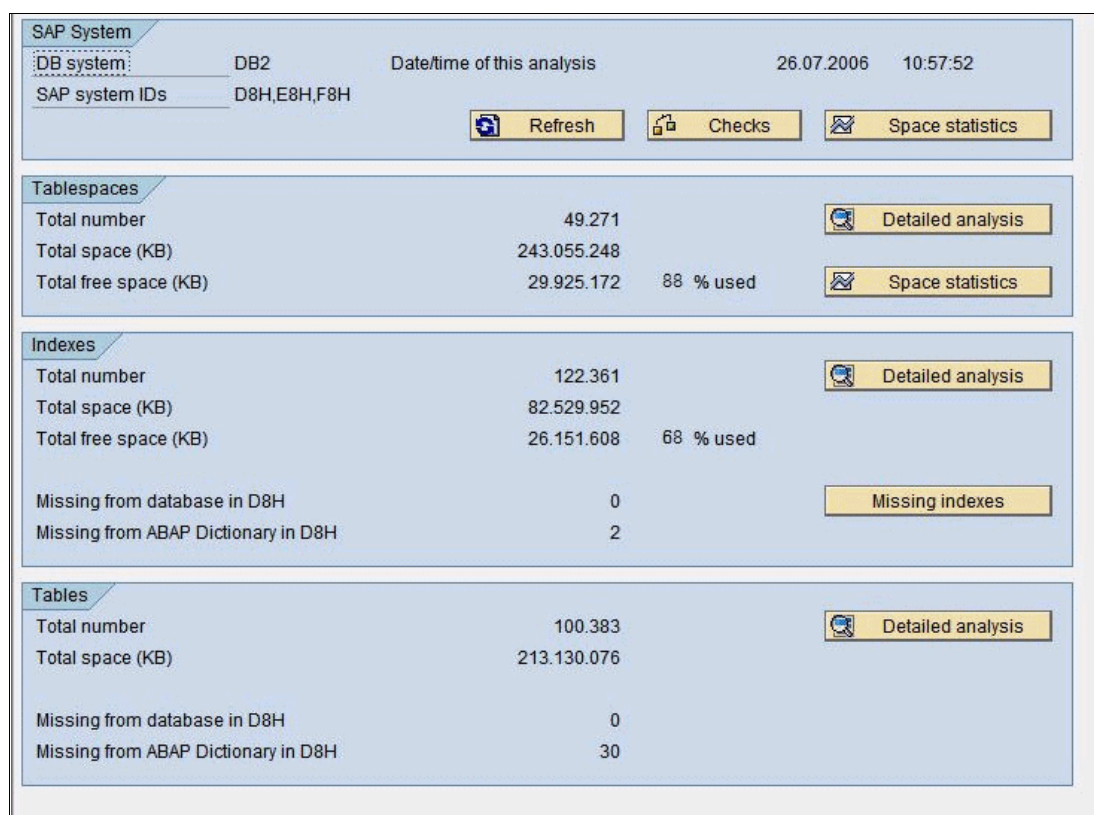 SAP System
DB system DB2 Date/time of this analysis 26.07.2006 10:57:52
SAP system IDs D8H,E8H,F8H
Refresh Checks Space statistics
Tablespaces
Total number 49.271 Detailed analysis
Total space (KB) 243.055.248
Total free space (KB) 29.925.172 88 % used Space statistics
Indexes
Total number 122.361 Detailed analysis
Total space (KB) 82.529.952
Total free space (KB) 26.151.608 68 % used
Missing from database in D8H 0 Missing indexes
Missing from ABAP Dictionary in D8H 2
Tables
Total number 100.383 Detailed analysis
Total space (KB) 213.130.076
Missing from database in D8H 0
Missing from ABAP Dictionary in D8H 30